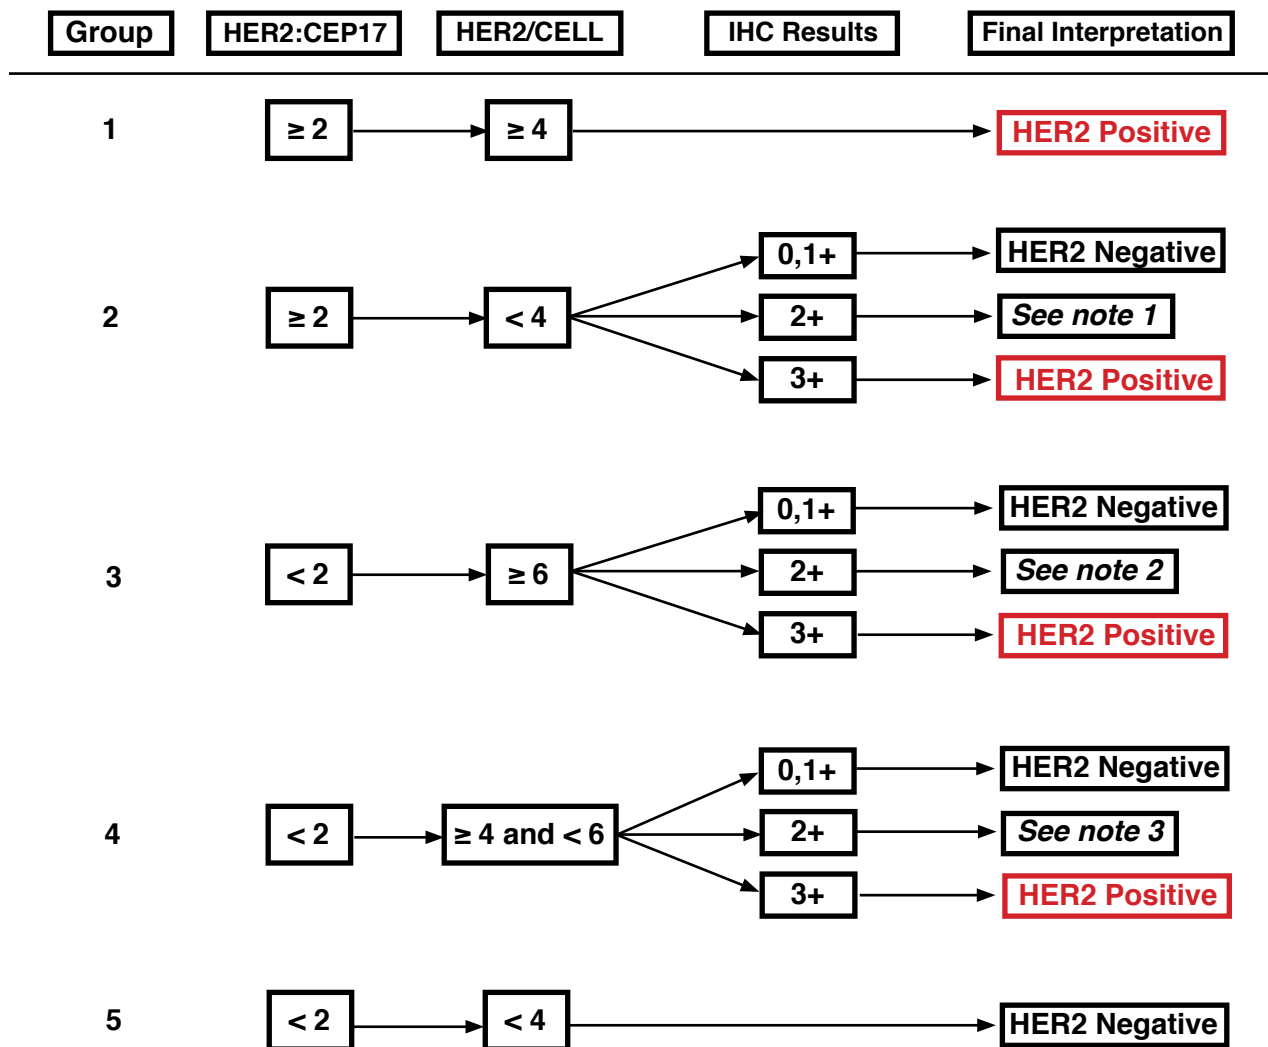 Group HER2:CEP17 HER2/CELL IHC Results Final Interpretation
1 ≥ 2 ≥ 4 HER2 Positive
0,1+ HER2 Negative
2 ≥ 2 < 4 2+ See note 1
3+ HER2 Positive
0,1+ HER2 Negative
3 < 2 ≥ 6 2+ See note 2
3+ HER2 Positive
0,1+ HER2 Negative
4 < 2 ≥ 4 and < 6 2+ See note 3
3+ HER2 Positive
5 < 2 < 4 HER2 Negative